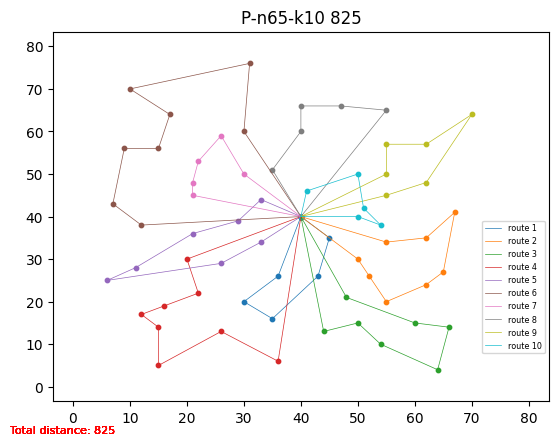 P-n65-k10 825
80
70
60
50
40
30
20
10
0
0 10 20 30 40 50 60 70 80
route 1
route 2
route 3
route 4
route 5
route 6
route 7
route 8
route 9
route 10
Total distance: 825